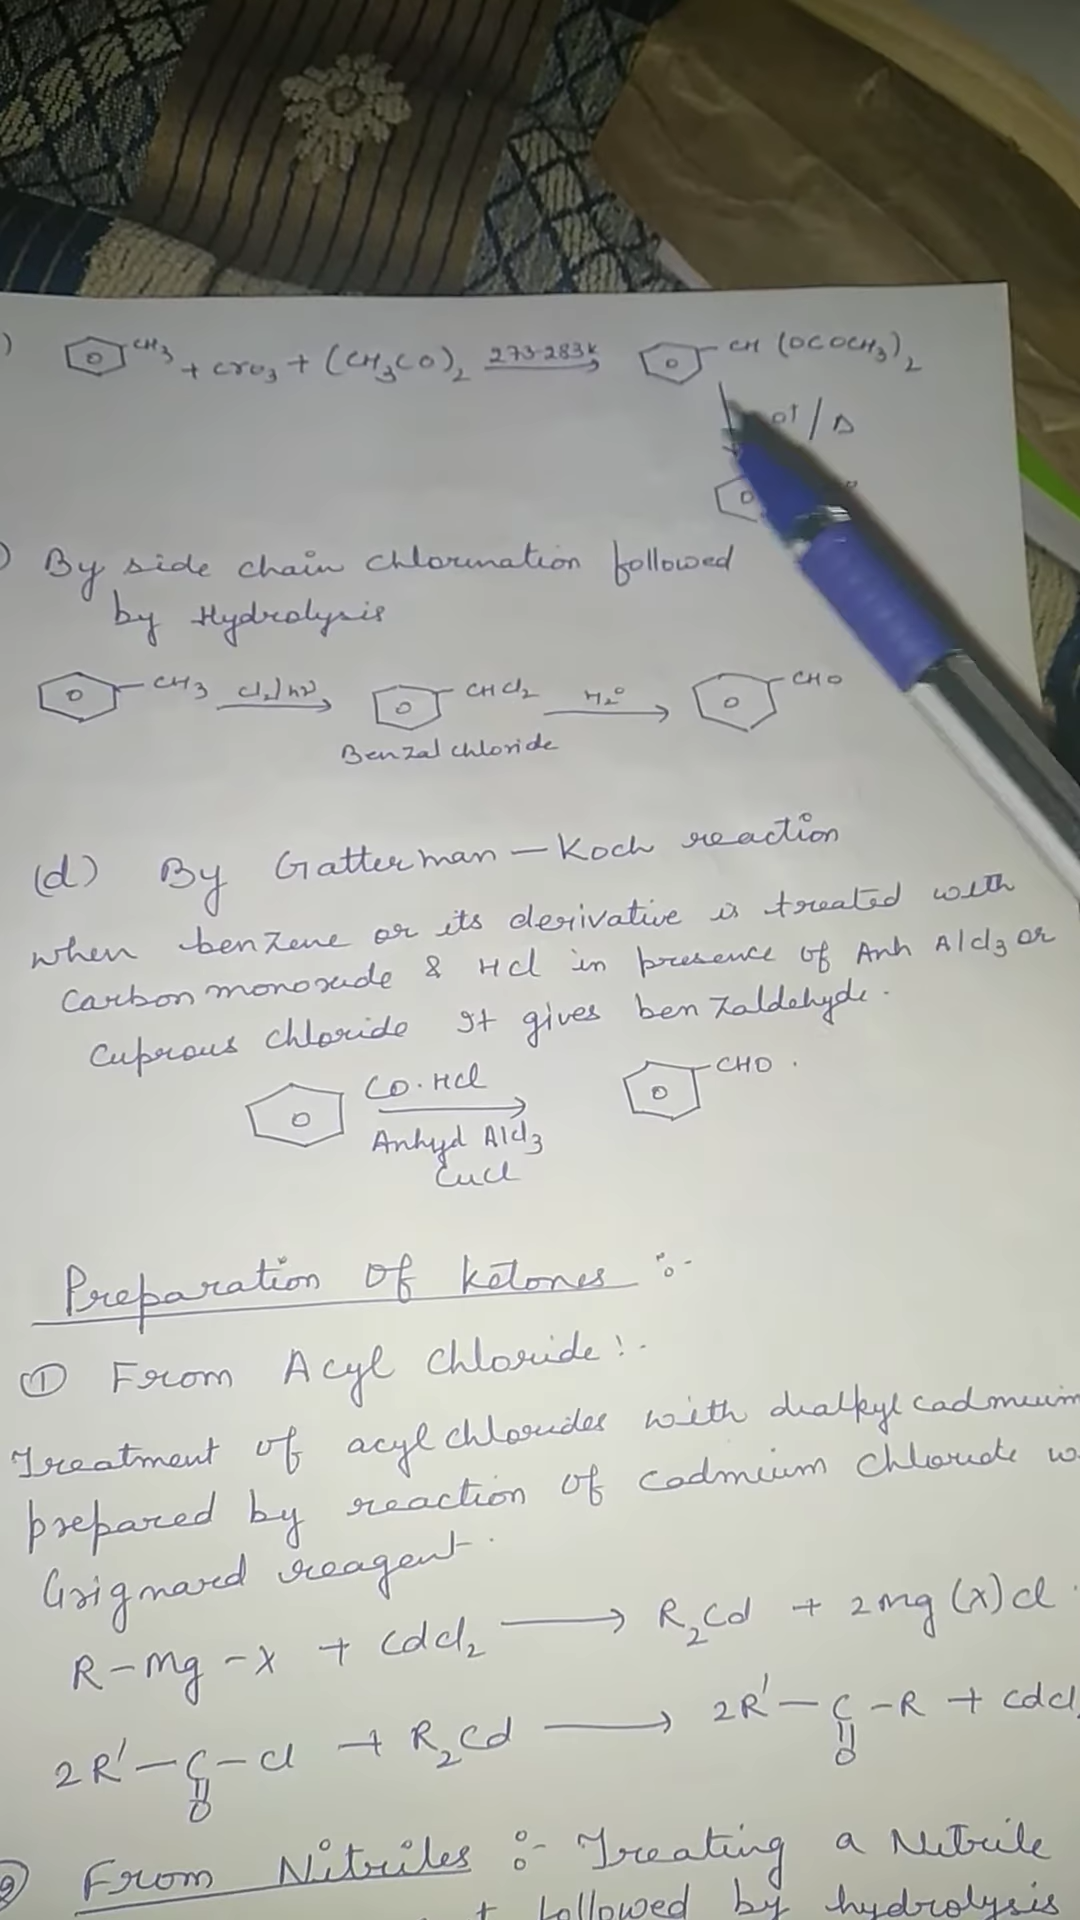 ) CH3 + CrO3 + (CH3CO)2 273-283K CH (OCOCH3)2
/ Δ
) By side chain chlorination followed
by Hydrolysis
CH3 Cl2/hν CHCl2 H2O CHO
Benzal chloride
(d) By Gatterman - Koch reaction
when benzene or its derivative is treated with
Carbon monoxide & HCl in presence of Anh AlCl3 or
Cuprous chloride It gives benzaldehyde.
CO. HCl CHO .
Anhyd AlCl3
CuCl
Preparation of ketones :-
① From Acyl chloride :-
Treatment of acyl chlorides with dialkyl cadmium
prepared by reaction of cadmium chloride w
Grignard reagent.
R-Mg-X + CdCl2 → R2Cd + 2Mg(X)Cl.
2R'-C-Cl + R2Cd → 2R'-C-R + CdCl
O O
② From Nitriles :- Treating a Nitrile
followed by hydrolysis